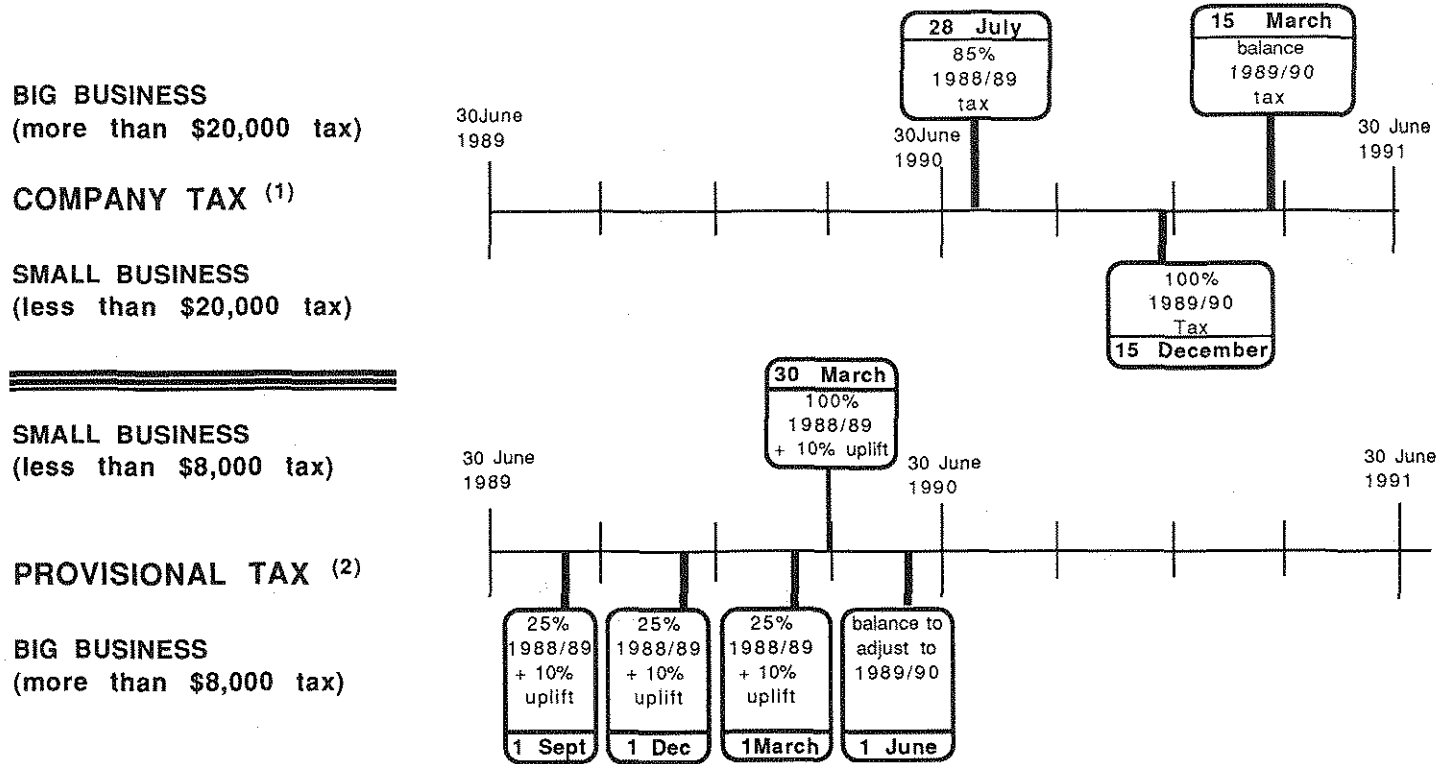 28 July
85%
1988/89
tax
15 March
balance
1989/90
tax
BIG BUSINESS
(more than $20,000 tax)
30June
1989
30June
1990
30 June
1991
COMPANY TAX (1)
SMALL BUSINESS
(less than $20,000 tax)
100%
1989/90
Tax
15 December
30 March
100%
1988/89
+ 10% uplift
SMALL BUSINESS
(less than $8,000 tax)
30 June
1989
30 June
1990
30 June
1991
PROVISIONAL TAX (2)
BIG BUSINESS
(more than $8,000 tax)
25%
1988/89
+ 10%
uplift
1 Sept
25%
1988/89
+ 10%
uplift
1 Dec
25%
1988/89
+ 10%
uplift
1March
balance to
adjust to
1989/90
1 June